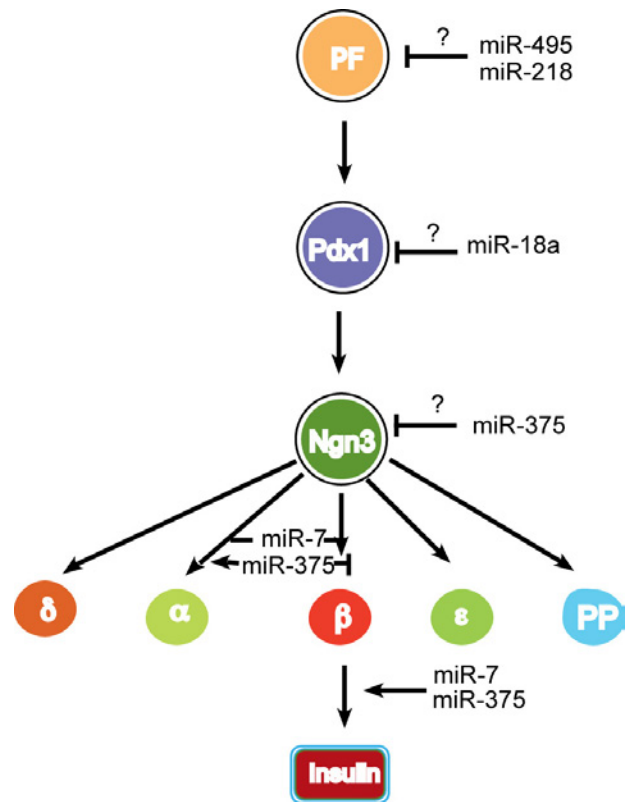 PF
?
miR-495
miR-218
Pdx1
?
miR-18a
Ngn3
?
miR-375
miR-7
miR-375
δ
α
β
ε
PP
miR-7
miR-375
Insulin